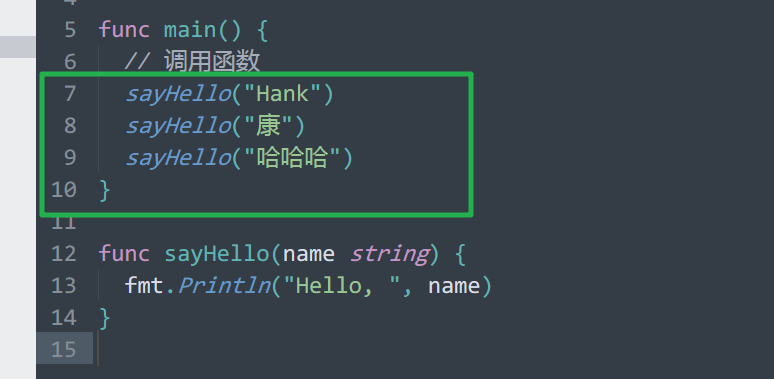 4
5 func main() {
6 // 调用函数
7 sayHello("Hank")
8 sayHello("康")
9 sayHello("哈哈哈")
10 }
11
12 func sayHello(name string) {
13 fmt.Println("Hello, ", name)
14 }
15